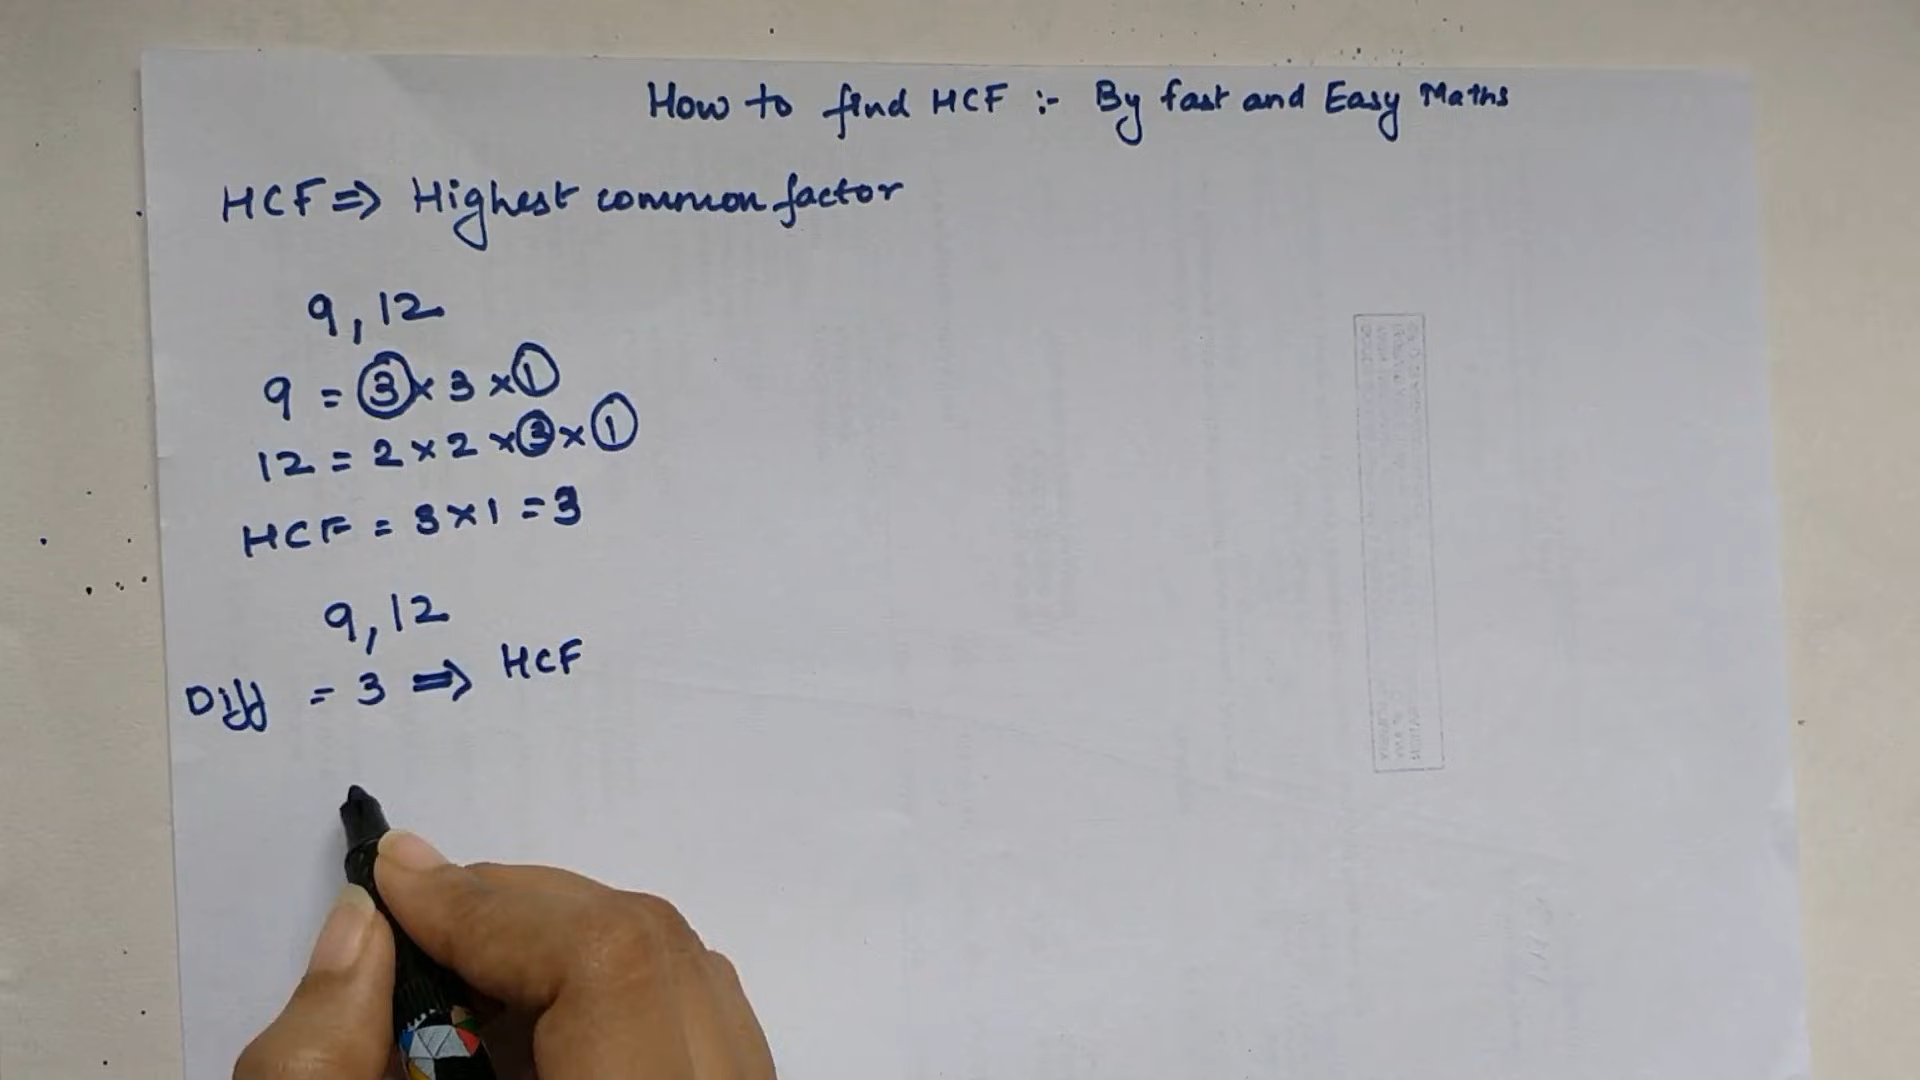 How to find HCF :- By fast and Easy Maths
HCF ⇒ Highest common factor
9, 12
9 = 3 × 3 × 1
12 = 2 × 2 × 3 × 1
HCF = 3 × 1 = 3
9, 12
Diff = 3 ⇒ HCF